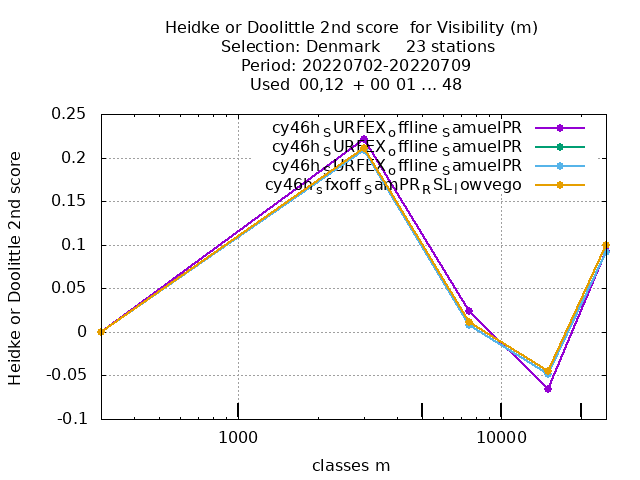 Heidke or Doolittle 2nd score for Visibility (m)
Selection: Denmark 23 stations
Period: 20220702-20220709
Used 00,12 + 00 01 ... 48
Heidke or Doolittle 2nd score
0.25
0.2
0.15
0.1
0.05
0
-0.05
-0.1
cy46h_SURFEX_offline_SamuelPR
cy46h_SURFEX_offline_SamuelPR
cy46h_SURFEX_offline_SamuelPR
cy46h_sfxoff_SamPR_RSL_lowvego
1000
10000
classes m